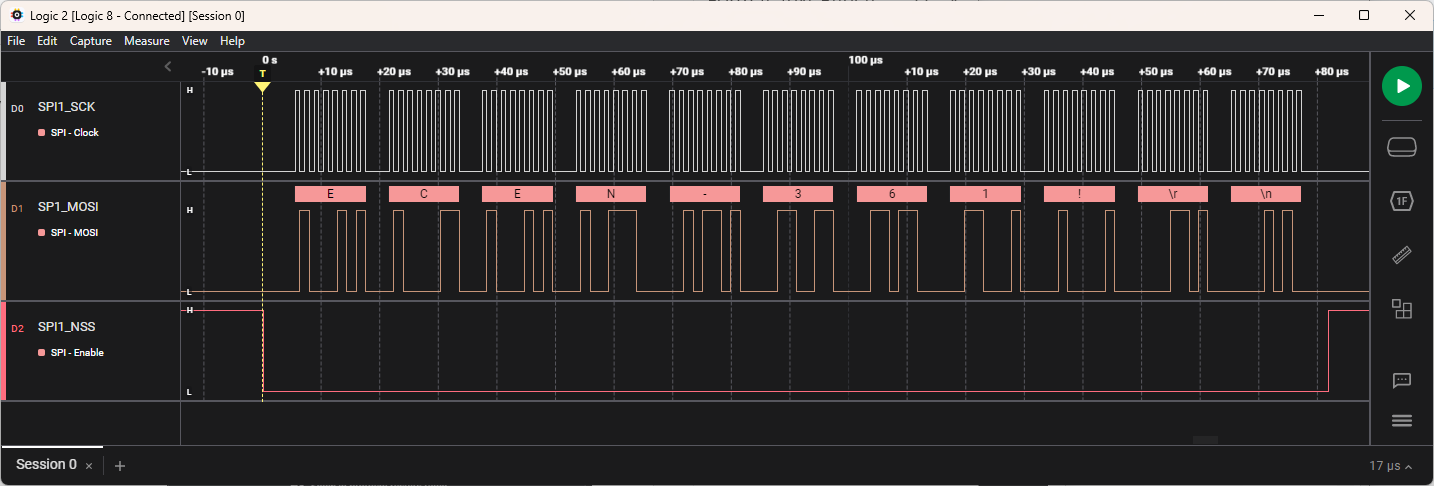 Logic 2 [Logic 8 - Connected] [Session 0]
File Edit Capture Measure View Help
0 s 100 µs
-10 µs T +10 µs +20 µs +30 µs +40 µs +50 µs +60 µs +70 µs +80 µs +90 µs +10 µs +20 µs +30 µs +40 µs +50 µs +60 µs +70 µs +80 µs
D0 SPI1_SCK H
SPI - Clock
L
E C E N - 3 6 1 ! \r \n
D1 SP1_MOSI H
SPI - MOSI
L
H
D2 SPI1_NSS
SPI - Enable
L
1F
Session 0 × +
17 µs